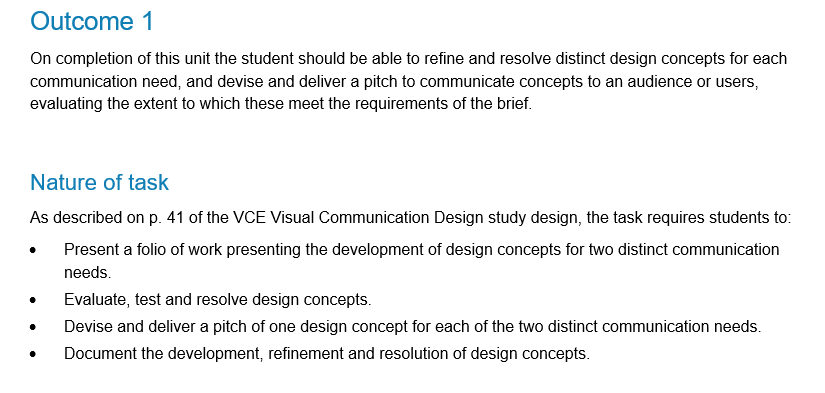 Outcome 1
On completion of this unit the student should be able to refine and resolve distinct design concepts for each
communication need, and devise and deliver a pitch to communicate concepts to an audience or users,
evaluating the extent to which these meet the requirements of the brief.
Nature of task
As described on p. 41 of the VCE Visual Communication Design study design, the task requires students to:
• Present a folio of work presenting the development of design concepts for two distinct communication
needs.
• Evaluate, test and resolve design concepts.
• Devise and deliver a pitch of one design concept for each of the two distinct communication needs.
• Document the development, refinement and resolution of design concepts.